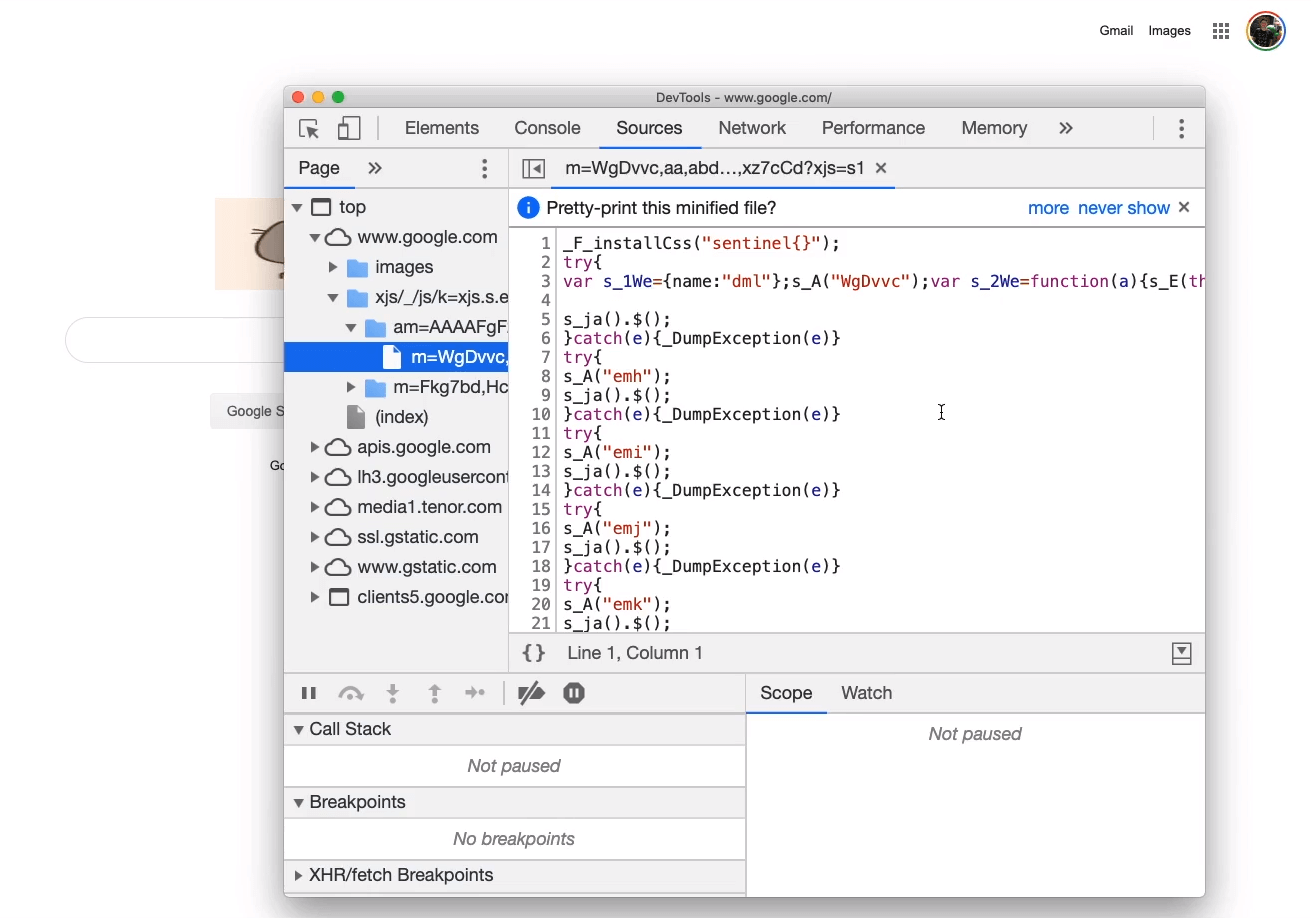 Gmail Images
DevTools - www.google.com/
Elements Console Sources Network Performance Memory »
Page »
m=WgDvvc,aa,abd…,xz7cCd?xjs=s1 ×
Pretty-print this minified file? more never show ×
top
www.google.com
images
xjs/_/js/k=xjs.s.e
am=AAAAFgF
m=WgDvvc,
m=Fkg7bd,Hc
(index)
apis.google.com
lh3.googleusercont
media1.tenor.com
ssl.gstatic.com
www.gstatic.com
clients5.google.com
Google S
Go
1 _F_installCss("sentinel{}");
2 try{
3 var s_1We={name:"dml"};s_A("WgDvvc");var s_2We=function(a){s_E(th
4
5 s_ja().$();
6 }catch(e){_DumpException(e)}
7 try{
8 s_A("emh");
9 s_ja().$();
10 }catch(e){_DumpException(e)}
11 try{
12 s_A("emi");
13 s_ja().$();
14 }catch(e){_DumpException(e)}
15 try{
16 s_A("emj");
17 s_ja().$();
18 }catch(e){_DumpException(e)}
19 try{
20 s_A("emk");
21 s_ja().$();
{} Line 1, Column 1
Scope Watch
Call Stack
Not paused
Not paused
Breakpoints
No breakpoints
XHR/fetch Breakpoints